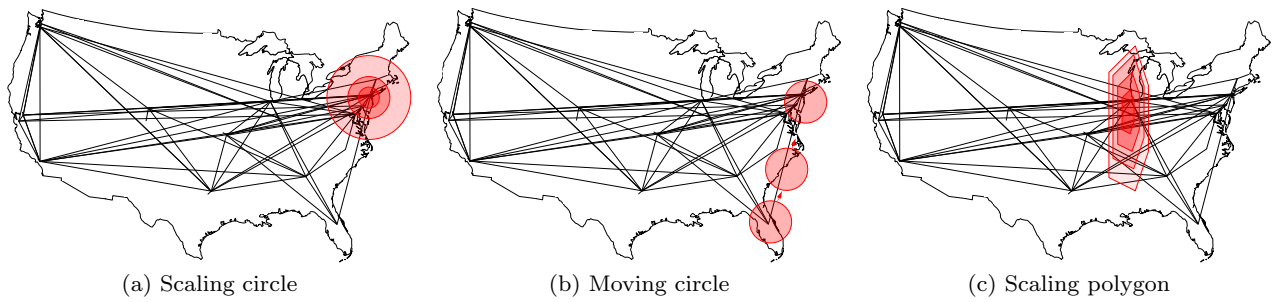 (a) Scaling circle
(b) Moving circle
(c) Scaling polygon